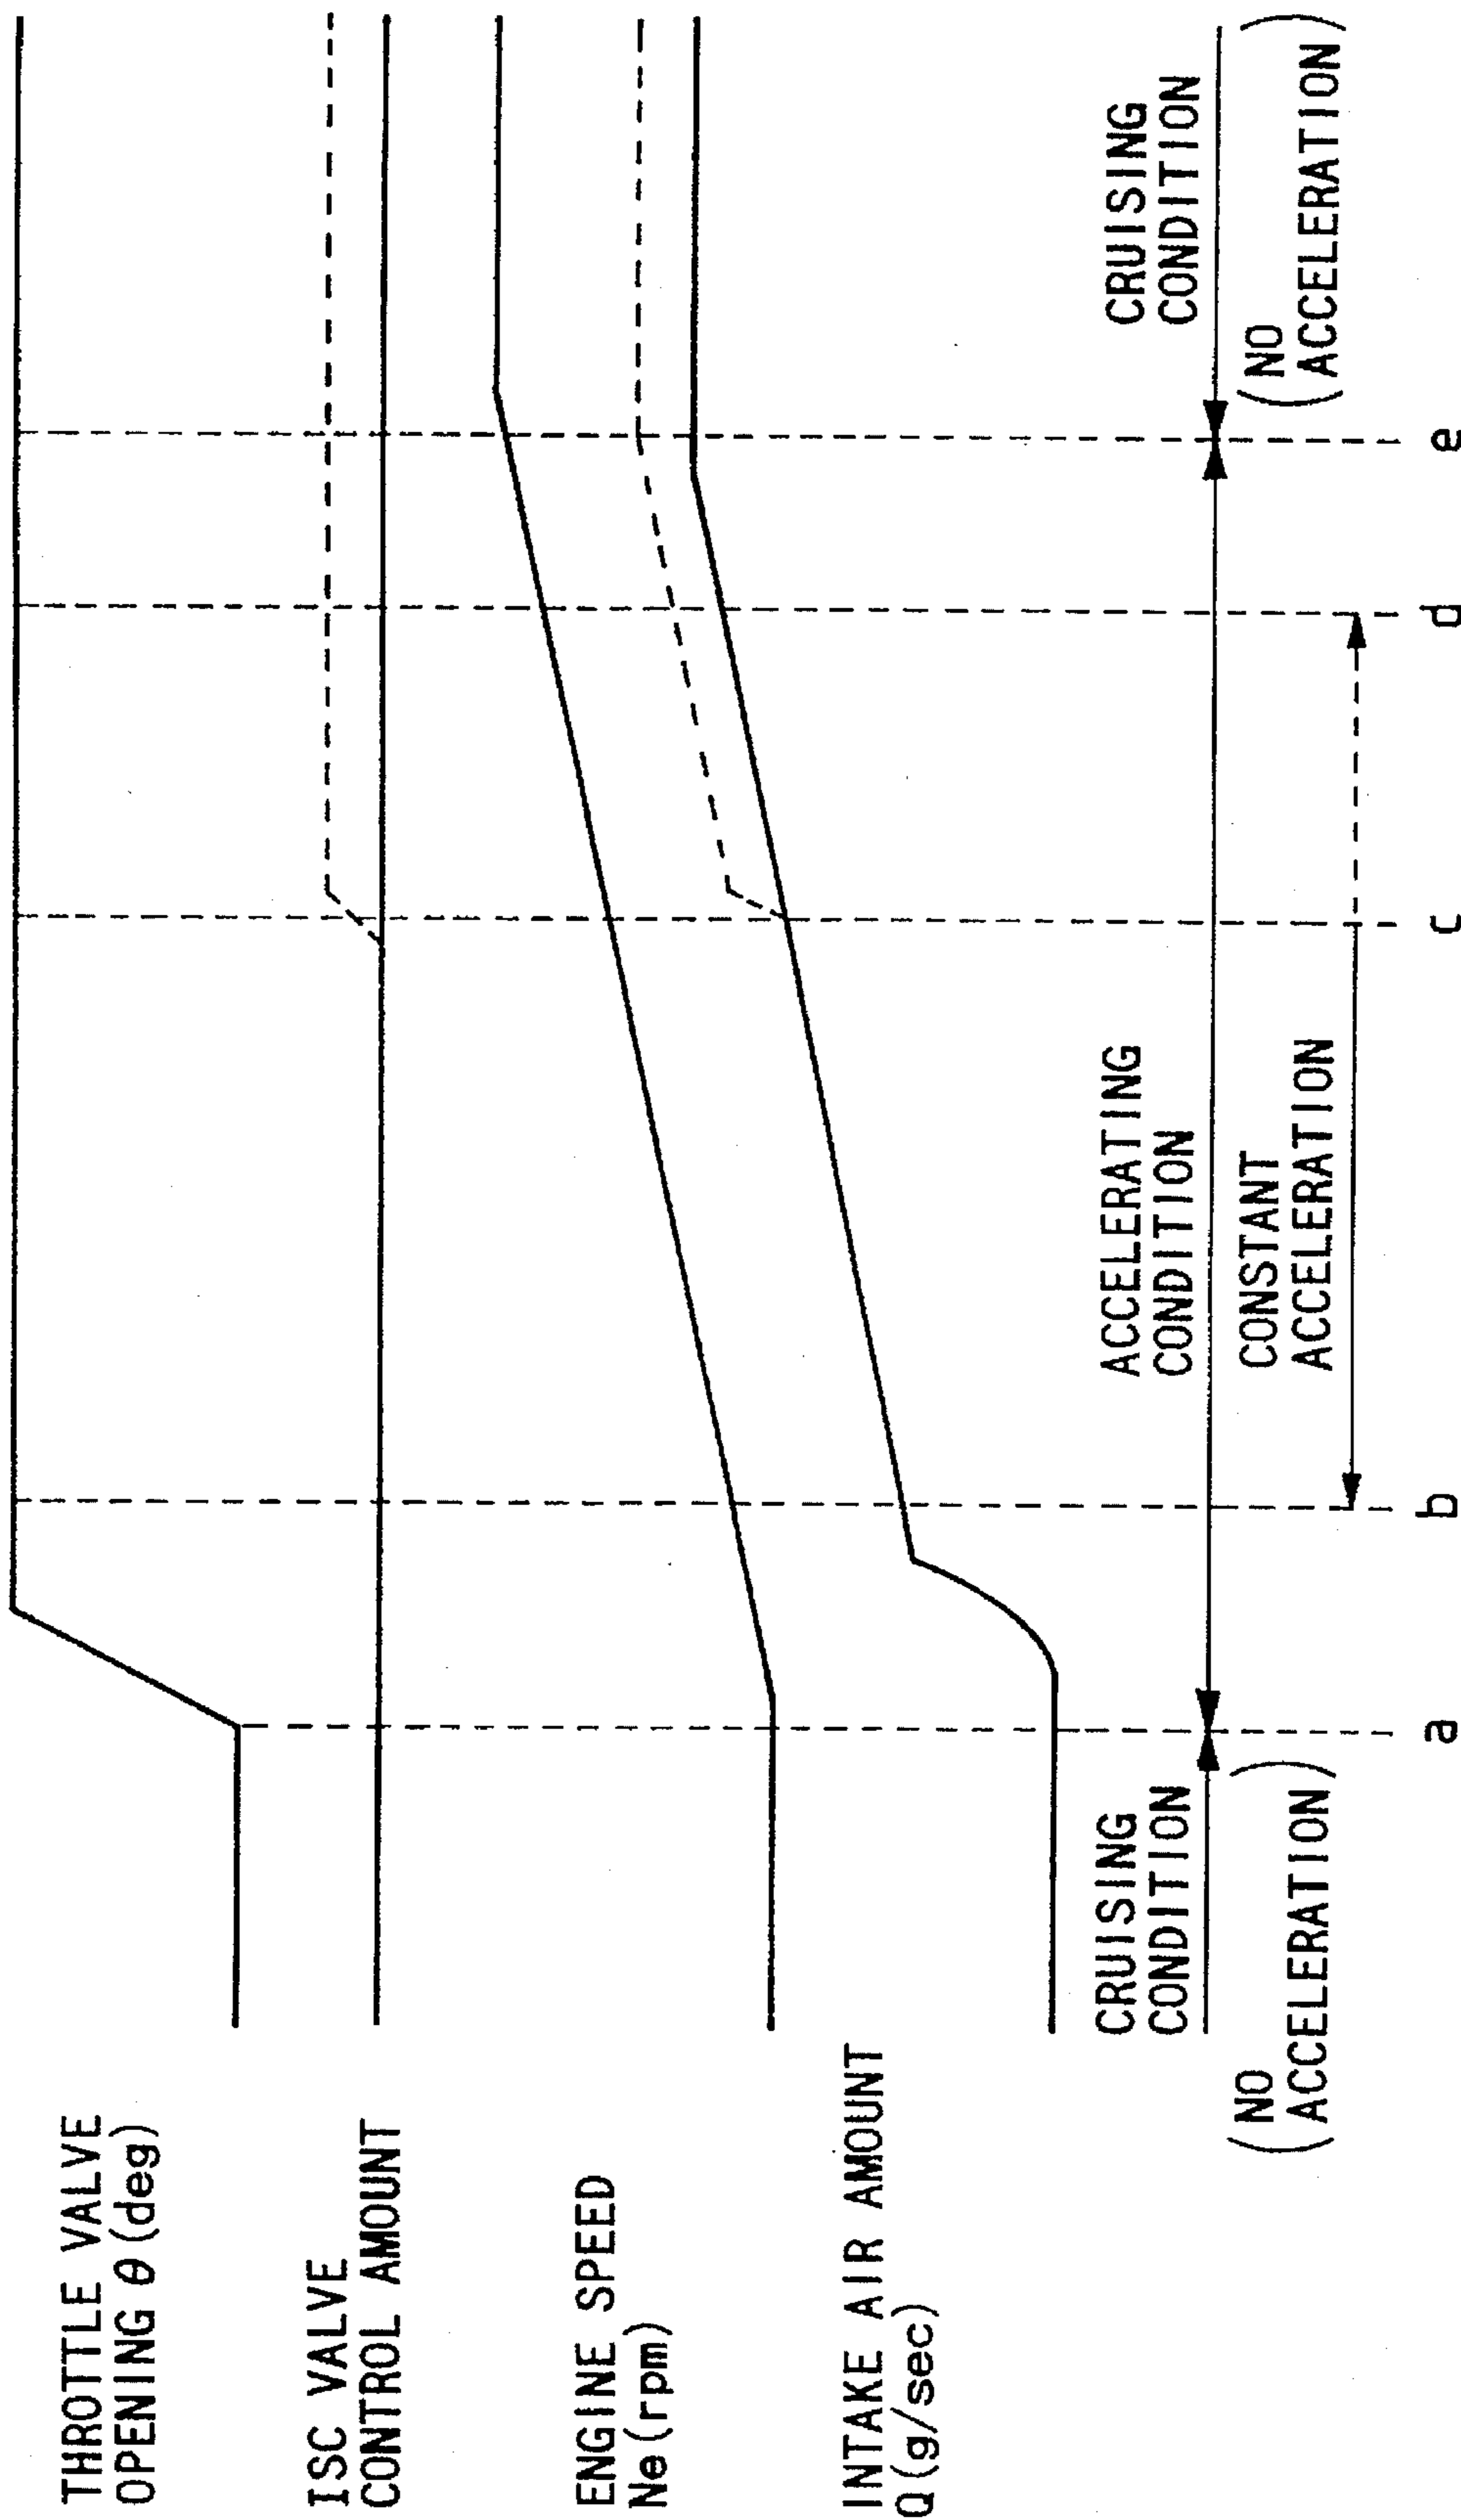 THROTTLE VALVE
OPENING θ (deg)
ISC VALVE
CONTROL AMOUNT
ENGINE SPEED
Ne (rpm)
INTAKE AIR AMOUNT
Q(g/sec)
CRUISING
CONDITION
(NO
ACCELERATION)
ACCELERATING
CONDITION
CONSTANT
ACCELERATION
CRUISING
CONDITION
(NO
ACCELERATION)
a
b
c
d
e